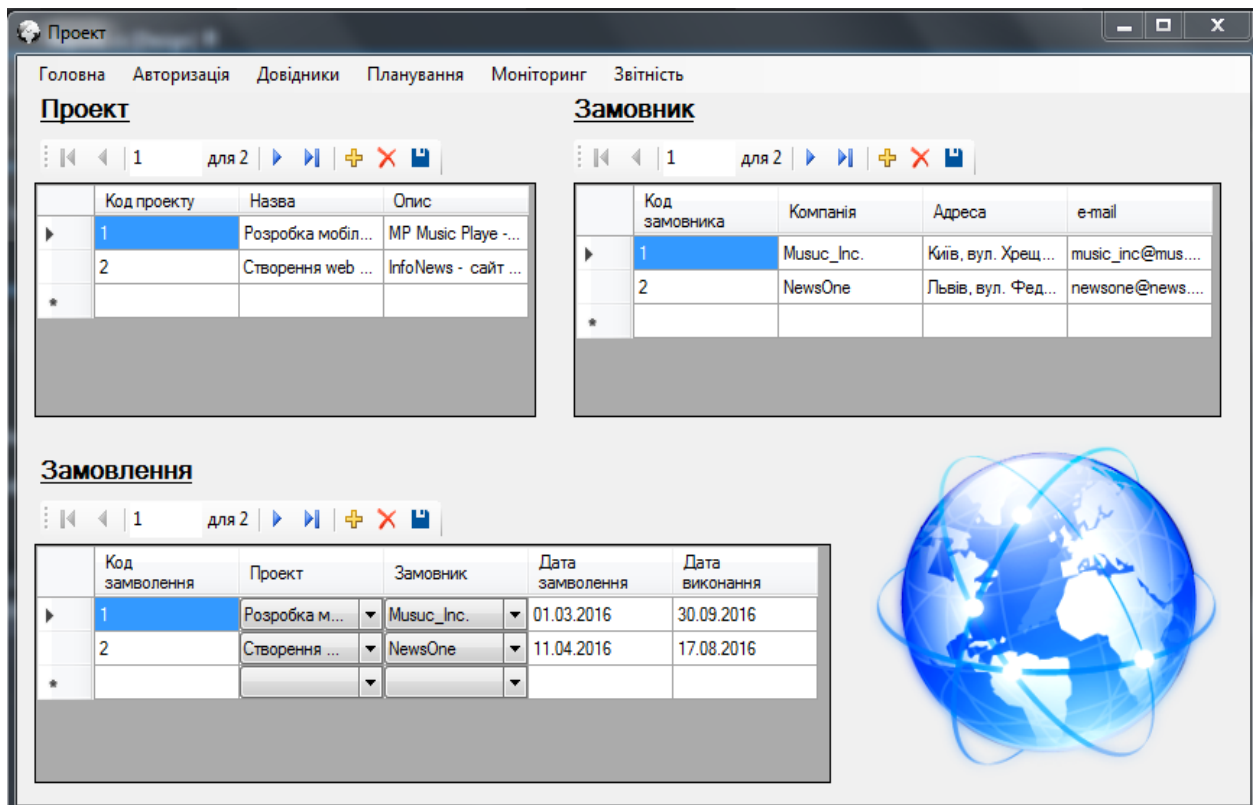 Проект
Головна Авторизація Довідники Планування Моніторинг Звітність
Проект
1 для 2
Код проекту Назва Опис
1 Розробка мобіл... MP Music Playe -...
2 Створення web ... InfoNews - сайт ...
Замовник
1 для 2
Код замовника Компанія Адреса e-mail
1 Musuc_Inc. Київ, вул. Хрещ... music_inc@mus....
2 NewsOne Львів, вул. Фед... newsone@news....
Замовлення
1 для 2
Код замволення Проект Замовник Дата замволення Дата виконання
1 Розробка м... Musuc_Inc. 01.03.2016 30.09.2016
2 Створення ... NewsOne 11.04.2016 17.08.2016